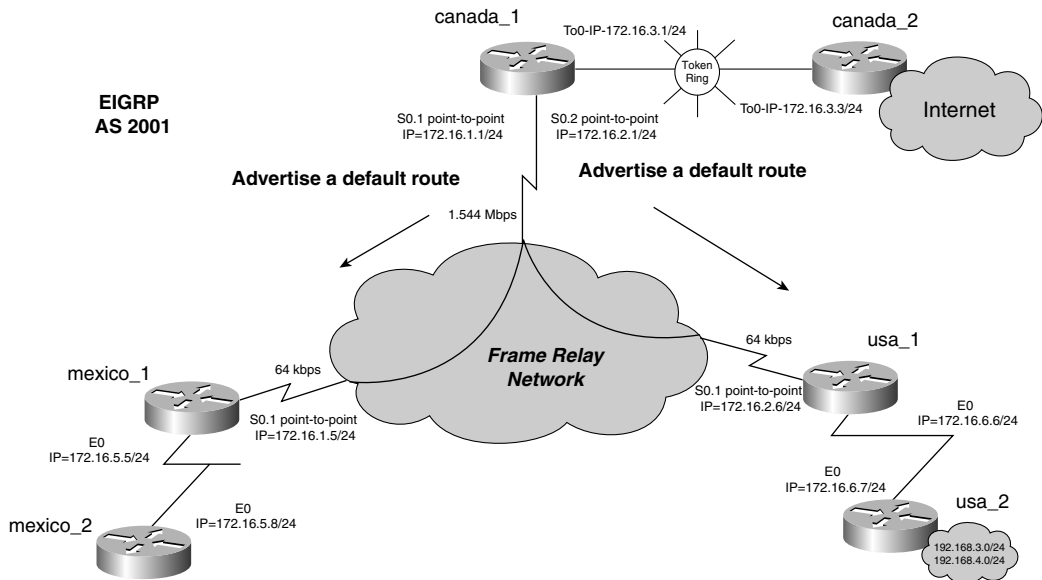 canada_1
canada_2
To0-IP-172.16.3.1/24
Token
Ring
To0-IP-172.16.3.3/24
Internet
EIGRP
AS 2001
S0.1 point-to-point
IP=172.16.1.1/24
S0.2 point-to-point
IP=172.16.2.1/24
Advertise a default route
Advertise a default route
1.544 Mbps
Frame Relay
Network
64 kbps
64 kbps
mexico_1
usa_1
S0.1 point-to-point
IP=172.16.1.5/24
S0.1 point-to-point
IP=172.16.2.6/24
E0
IP=172.16.5.5/24
E0
IP=172.16.6.6/24
E0
IP=172.16.5.8/24
E0
IP=172.16.6.7/24
mexico_2
usa_2
192.168.3.0/24
192.168.4.0/24